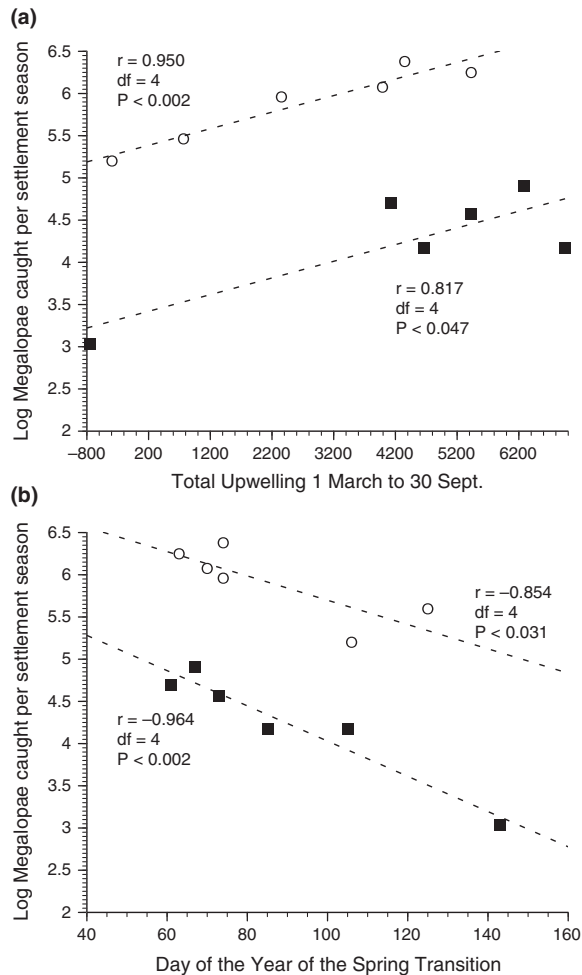 (a)
Log Megalopae caught per settlement season
6.5
6
5.5
5
4.5
4
3.5
3
2.5
2
r = 0.950
df = 4
P < 0.002
r = 0.817
df = 4
P < 0.047
−800 200 1200 2200 3200 4200 5200 6200
Total Upwelling 1 March to 30 Sept.
(b)
Log Megalopae caught per settlement season
6.5
6
5.5
5
4.5
4
3.5
3
2.5
2
r = −0.854
df = 4
P < 0.031
r = −0.964
df = 4
P < 0.002
40 60 80 100 120 140 160
Day of the Year of the Spring Transition